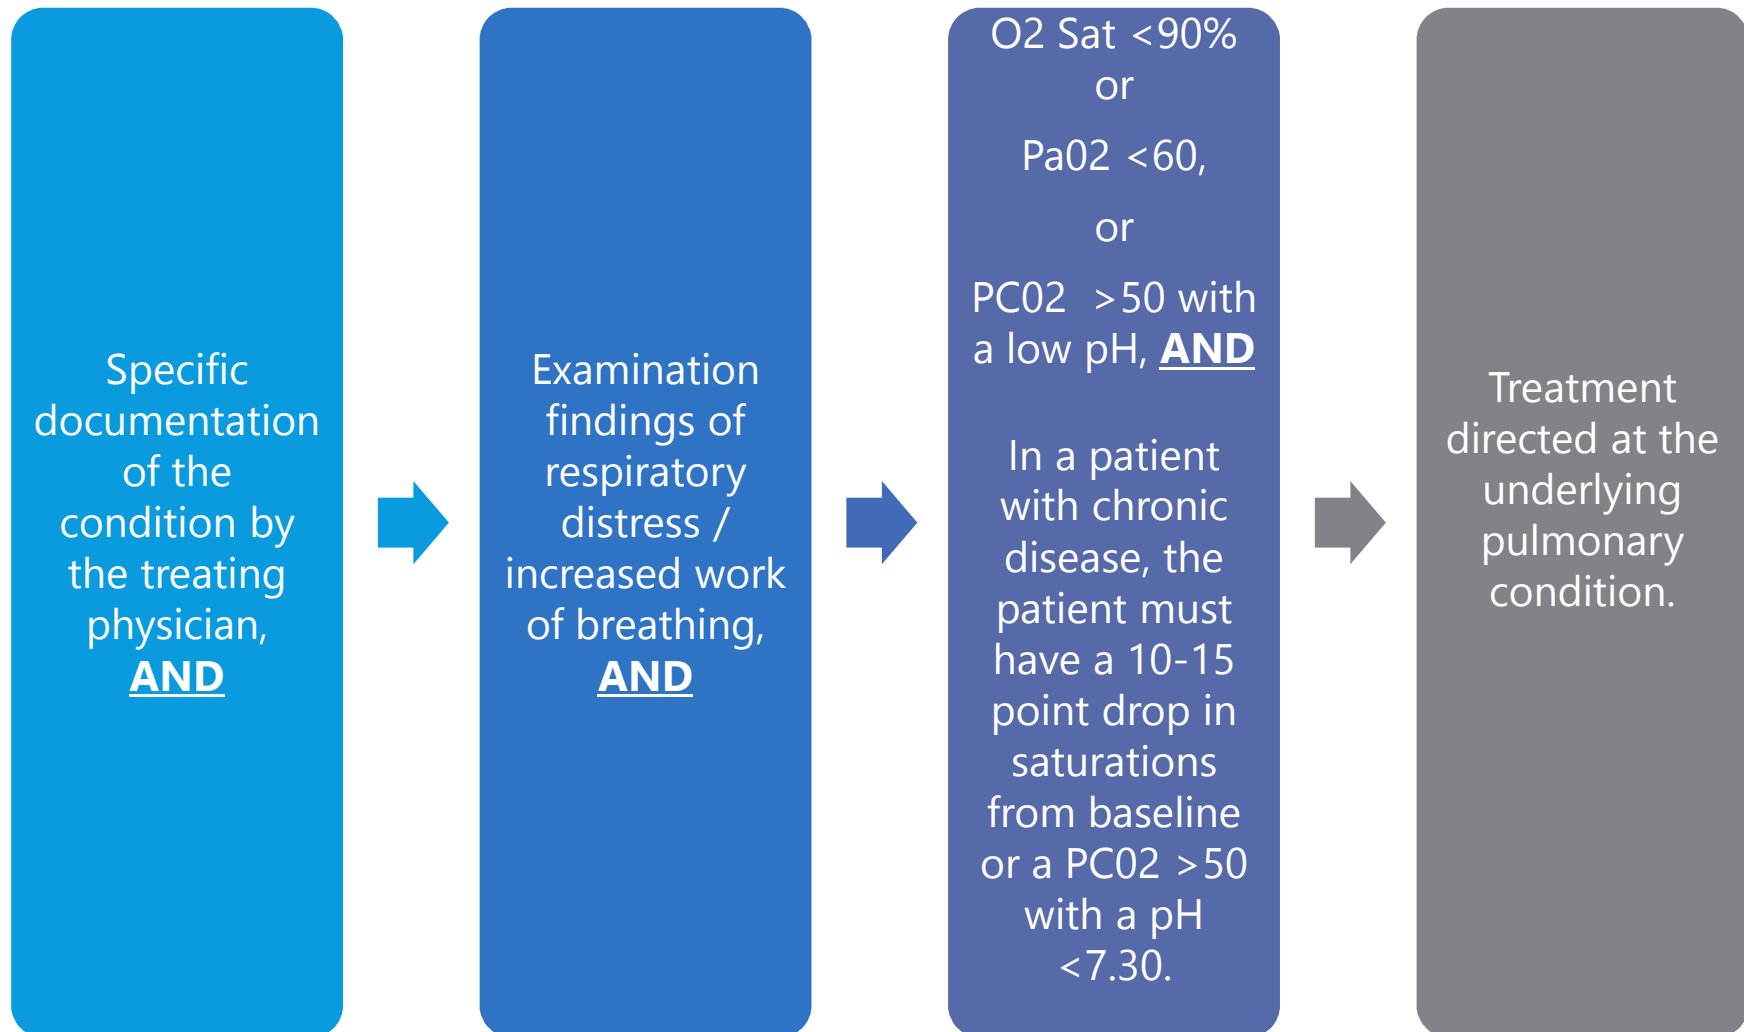 Specific
documentation
of the
condition by
the treating
physician,
AND
Examination
findings of
respiratory
distress /
increased work
of breathing,
AND
O2 Sat <90%
or
Pa02 <60,
or
PC02  >50 with
a low pH, AND
In a patient
with chronic
disease, the
patient must
have a 10-15
point drop in
saturations
from baseline
or a PC02 >50
with a pH
<7.30.
Treatment
directed at the
underlying
pulmonary
condition.